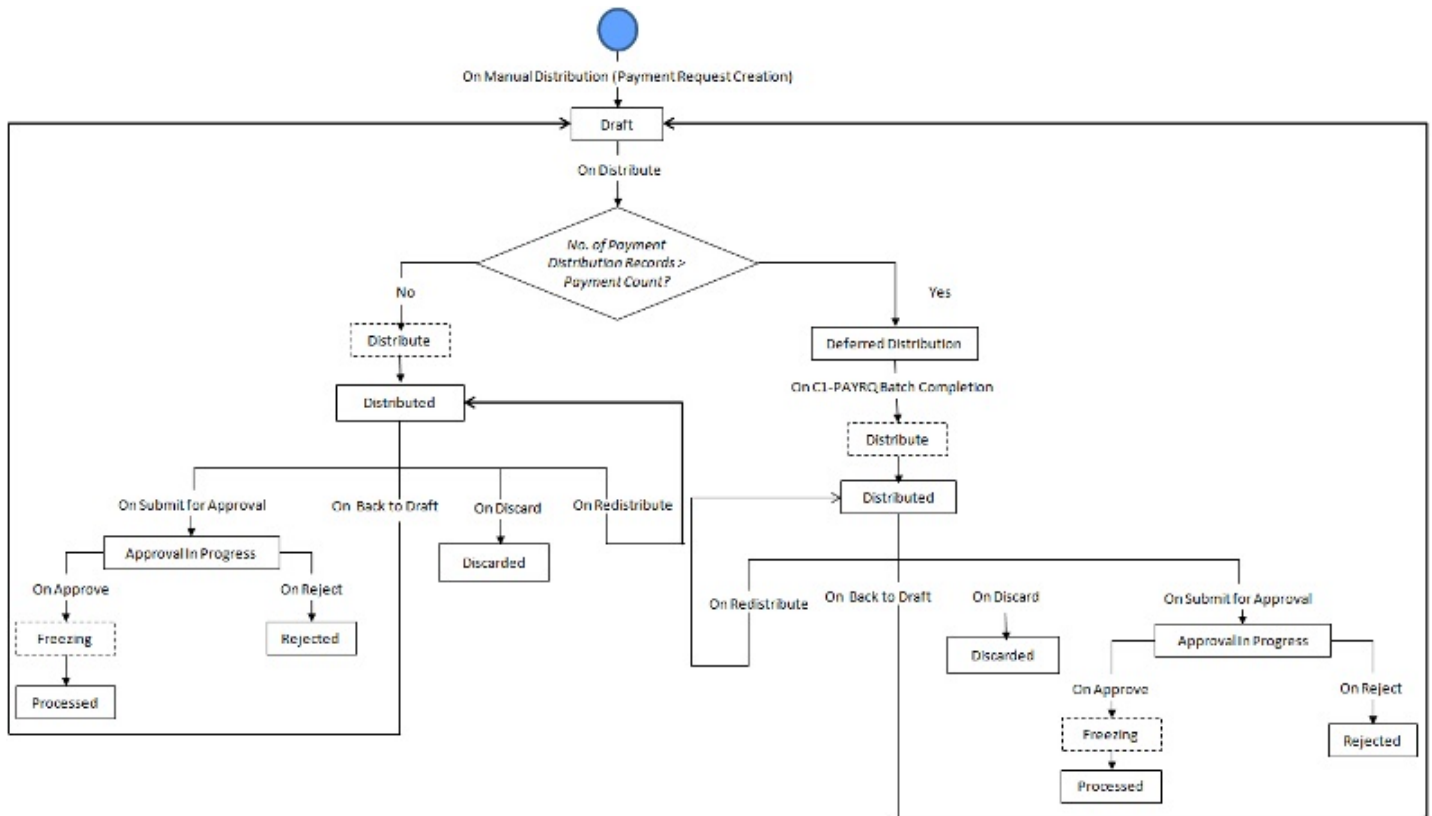 On Manual Distribution (Payment Request Creation)
Draft
On Distribute
No. of Payment
Distribution Records >
Payment Count?
No
Yes
Distribute
Deferred Distribution
On C1-PAYRQ Batch Completion
Distributed
Distribute
Distributed
On Submit for Approval
On Back to Draft
On Discard
On Redistribute
Approval In Progress
Discarded
On Approve
On Reject
Freezing
Rejected
Processed
On Redistribute
On Back to Draft
On Discard
On Submit for Approval
Discarded
Approval In Progress
On Approve
On Reject
Freezing
Rejected
Processed